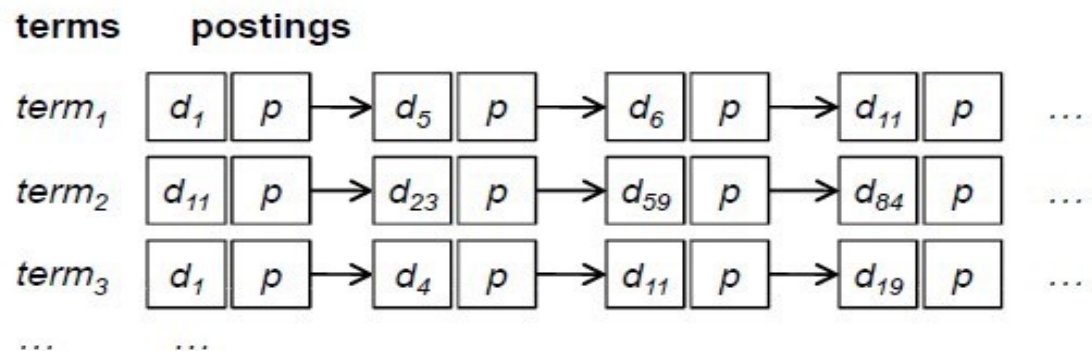 terms postings
term₁ d₁ p d₅ p d₆ p d₁₁ p ...
term₂ d₁₁ p d₂₃ p d₅₉ p d₈₄ p ...
term₃ d₁ p d₄ p d₁₁ p d₁₉ p ...
... ...